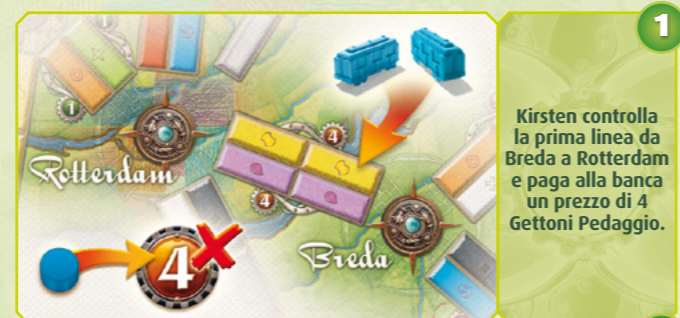 1
1
4
Rotterdam
4
4
Breda
Kirsten controlla
la prima linea da
Breda a Rotterdam
e paga alla banca
un prezzo di 4
Gettoni Pedaggio.